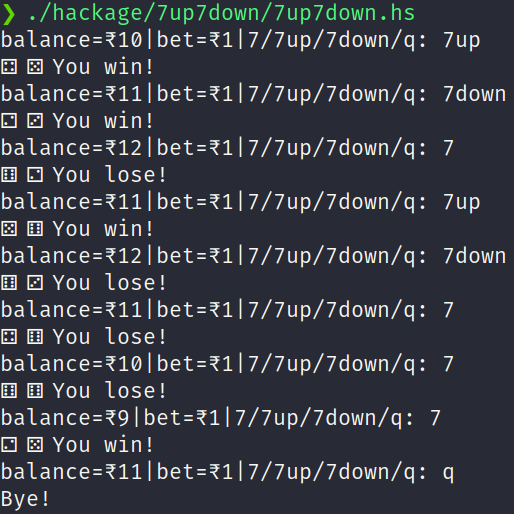 ❯ ./hackage/7up7down/7up7down.hs
balance=₹10|bet=₹1|7/7up/7down/q: 7up
⚃ ⚄ You win!
balance=₹11|bet=₹1|7/7up/7down/q: 7down
⚁ ⚂ You win!
balance=₹12|bet=₹1|7/7up/7down/q: 7
⚅ ⚁ You lose!
balance=₹11|bet=₹1|7/7up/7down/q: 7up
⚄ ⚅ You win!
balance=₹12|bet=₹1|7/7up/7down/q: 7down
⚅ ⚂ You lose!
balance=₹11|bet=₹1|7/7up/7down/q: 7
⚃ ⚅ You lose!
balance=₹10|bet=₹1|7/7up/7down/q: 7
⚅ ⚅ You lose!
balance=₹9|bet=₹1|7/7up/7down/q: 7
⚁ ⚄ You win!
balance=₹11|bet=₹1|7/7up/7down/q: q
Bye!